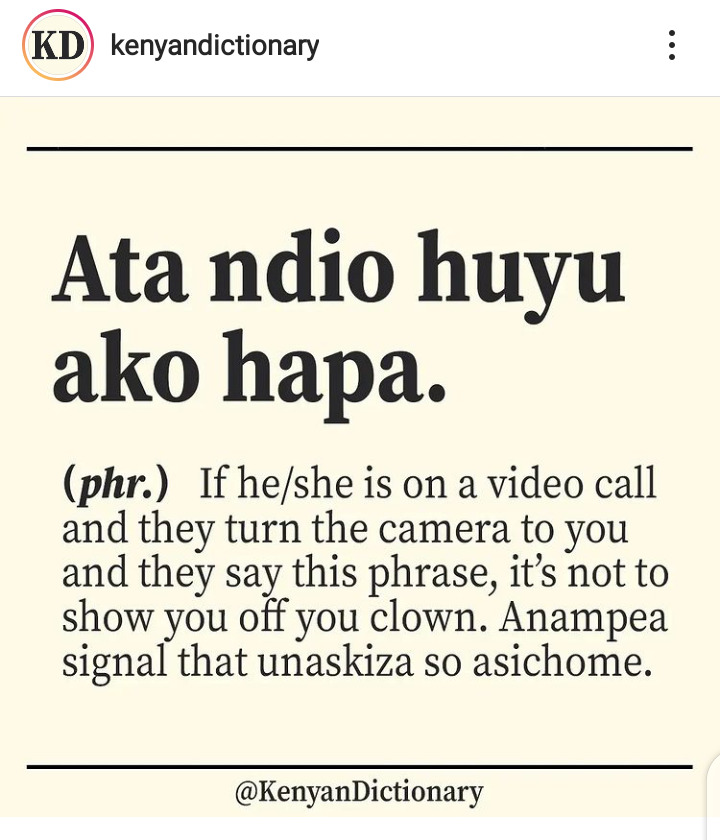 KD kenyandictionary
Ata ndio huyu
ako hapa.
(phr.) If he/she is on a video call
and they turn the camera to you
and they say this phrase, it’s not to
show you off you clown. Anampea
signal that unaskiza so asichome.
@KenyanDictionary